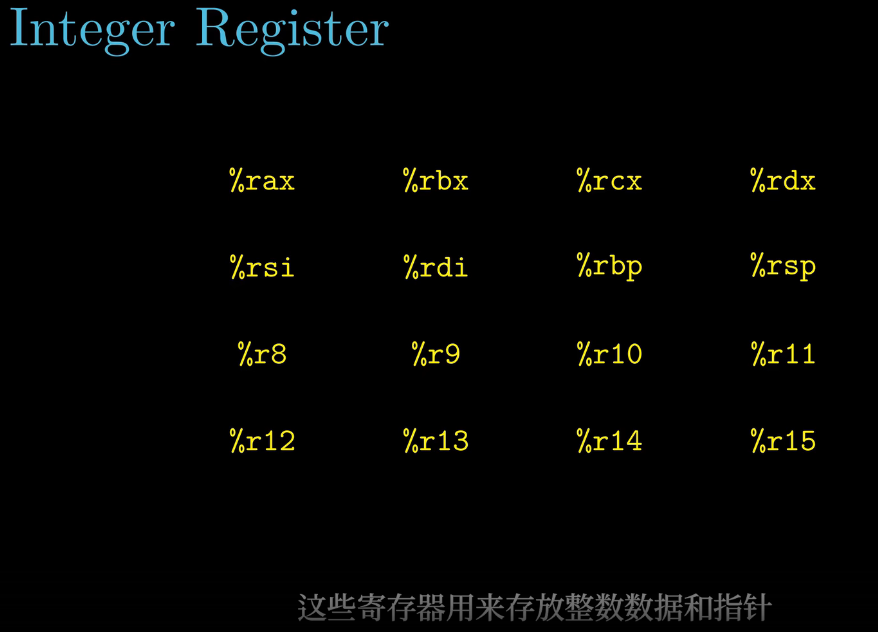 Integer Register
%rax %rbx %rcx %rdx
%rsi %rdi %rbp %rsp
%r8 %r9 %r10 %r11
%r12 %r13 %r14 %r15
这些寄存器用来存放整数数据和指针